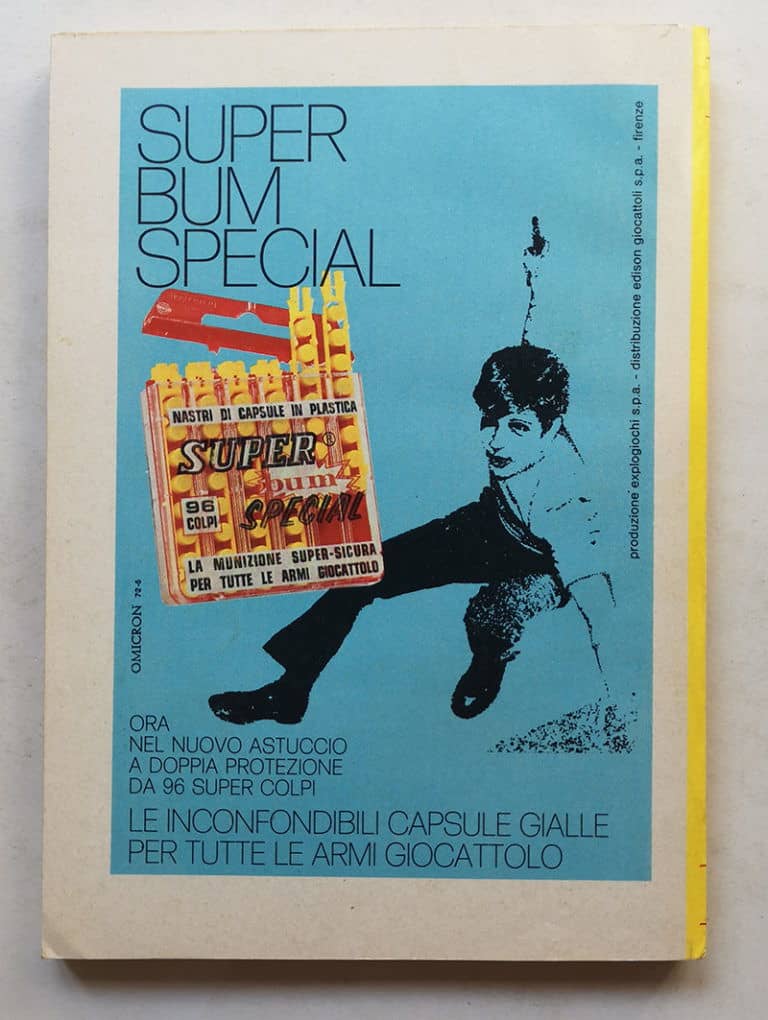 SUPER
BUM
SPECIAL
NASTRI DI CAPSULE IN PLASTICA
SUPER®
bum
SPECIAL
96
COLPI
LA MUNIZIONE SUPER-SICURA
PER TUTTE LE ARMI GIOCATTOLO
OMICRON 72-6
produzione explogiochi s.p.a. - distribuzione edison giocattoli s.p.a. - firenze
ORA
NEL NUOVO ASTUCCIO
A DOPPIA PROTEZIONE
DA 96 SUPER COLPI
LE INCONFONDIBILI CAPSULE GIALLE
PER TUTTE LE ARMI GIOCATTOLO